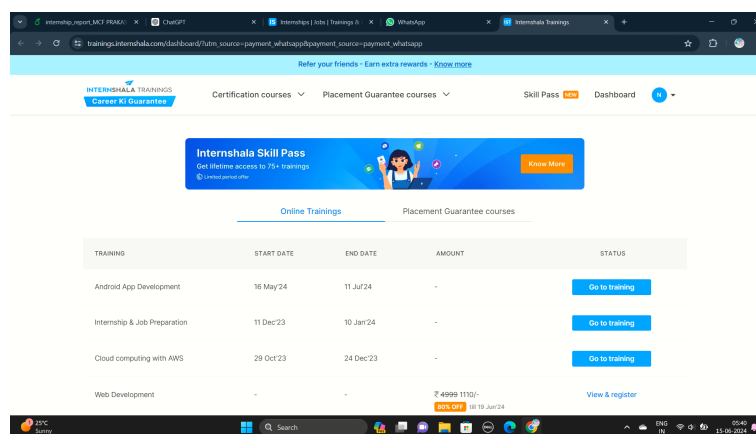 internship_report_MCF PRAKA
ChatGPT
Internships | Jobs | Trainings &
WhatsApp
Internshala Trainings
trainings.internshala.com/dashboard/?utm_source=payment_whatsapp&payment_source=payment_whatsapp
Refer your friends - Earn extra rewards - Know more
INTERNSHALA TRAININGS
Career Ki Guarantee
Certification courses
Placement Guarantee courses
Skill Pass NEW
Dashboard
N
Internshala Skill Pass
Get lifetime access to 75+ trainings
Limited period offer
Know More
Online Trainings
Placement Guarantee courses
TRAINING START DATE END DATE AMOUNT STATUS
Android App Development 16 May'24 11 Jul'24 - Go to training
Internship & Job Preparation 11 Dec'23 10 Jan'24 - Go to training
Cloud computing with AWS 29 Oct'23 24 Dec'23 - Go to training
Web Development - - ₹ 4999 1110/- View & register
80% OFF till 19 Jun'24
25°C
Sunny
Search
ENG
IN
05:40
15-06-2024